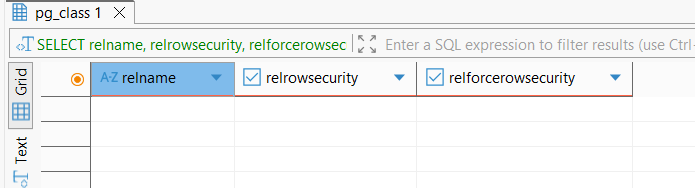 pg_class 1
SELECT relname, relrowsecurity, relforcerowsec
Enter a SQL expression to filter results (use Ctrl-
Grid
A-Z relname
relrowsecurity
relforcerowsecurity
Text